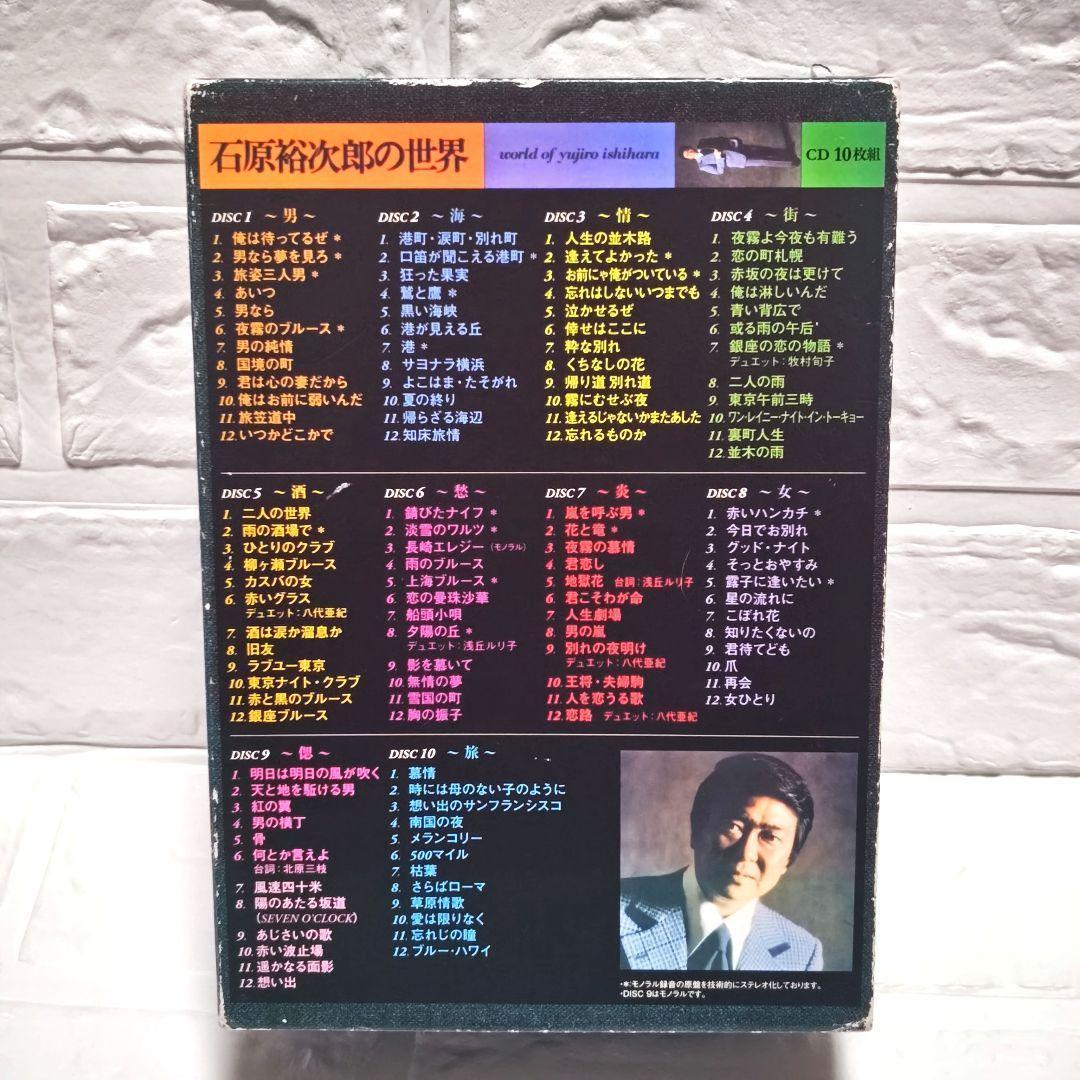 石原裕次郎の世界
world of yujiro ishihara
CD 10枚組
DISC 1 ～男～
1. 俺は待ってるぜ *
2. 男なら夢を見ろ *
3. 旅姿三人男 *
4. あいつ
5. 男なら
6. 夜霧のブルース *
7. 男の純情
8. 国境の町
9. 君は心の妻だから
10. 俺はお前に弱いんだ
11. 旅笠道中
12. いつかどこかで
DISC 2 ～海～
1. 港町・涙町・別れ町
2. 口笛が聞こえる港町 *
3. 狂った果実
4. 鷲と鷹 *
5. 黒い海峡
6. 港が見える丘
7. 港 *
8. サヨナラ横浜
9. よこはま・たそがれ
10. 夏の終り
11. 帰らざる海辺
12. 知床旅情
DISC 3 ～情～
1. 人生の並木路
2. 逢えてよかった *
3. お前にゃ俺がついている *
4. 忘れはしないいつまでも
5. 泣かせるぜ
6. 倖せはここに
7. 粋な別れ
8. くちなしの花
9. 帰り道 別れ道
10. 霧にむせぶ夜
11. 逢えるじゃないかまたあした
12. 忘れるものか
DISC 4 ～街～
1. 夜霧よ今夜も有難う
2. 恋の町札幌
3. 赤坂の夜は更けて
4. 俺は淋しいんだ
5. 青い背広で
6. 或る雨の午后
7. 銀座の恋の物語 *
デュエット：牧村旬子
8. 二人の雨
9. 東京午前三時
10. ワン・レイニー・ナイト・イン・トーキョー
11. 裏町人生
12. 並木の雨
DISC 5 ～酒～
1. 二人の世界
2. 雨の酒場で *
3. ひとりのクラブ
4. 柳ヶ瀬ブルース
5. カスバの女
6. 赤いグラス
デュエット：八代亜紀
7. 酒は涙か溜息か
8. 旧友
9. ラブユー東京
10. 東京ナイト・クラブ
11. 赤と黒のブルース
12. 銀座ブルース
DISC 6 ～愁～
1. 錆びたナイフ *
2. 淡雪のワルツ *
3. 長崎エレジー（モノラル）
4. 雨のブルース
5. 上海ブルース *
6. 恋の曼珠沙華
7. 船頭小唄
8. 夕陽の丘 *
デュエット：浅丘ルリ子
9. 影を慕いて
10. 無情の夢
11. 雪国の町
12. 胸の振子
DISC 7 ～炎～
1. 嵐を呼ぶ男 *
2. 花と竜 *
3. 夜霧の慕情
4. 君恋し
5. 地獄花 台詞：浅丘ルリ子
6. 君こそわが命
7. 人生劇場
8. 男の嵐
9. 別れの夜明け
デュエット：八代亜紀
10. 王将・夫婦駒
11. 人を恋うる歌
12. 恋路 デュエット：八代亜紀
DISC 8 ～女～
1. 赤いハンカチ *
2. 今日でお別れ
3. グッド・ナイト
4. そっとおやすみ
5. 露子に逢いたい *
6. 星の流れに
7. こぼれ花
8. 知りたくないの
9. 君待てども
10. 爪
11. 再会
12. 女ひとり
DISC 9 ～偲～
1. 明日は明日の風が吹く
2. 天と地を駈ける男
3. 紅の翼
4. 男の横丁
5. 骨
6. 何とか言えよ
台詞：北原三枝
7. 風速四十米
8. 陽のあたる坂道
(SEVEN O'CLOCK)
9. あじさいの歌
10. 赤い波止場
11. 遥かなる面影
12. 想い出
DISC 10 ～旅～
1. 慕情
2. 時には母のない子のように
3. 想い出のサンフランシスコ
4. 南国の夜
5. メランコリー
6. 500マイル
7. 枯葉
8. さらばローマ
9. 草原情歌
10. 愛は限りなく
11. 忘れじの瞳
12. ブルー・ハワイ
・*：モノラル録音の原盤を技術的にステレオ化しております。
・DISC 9はモノラルです。